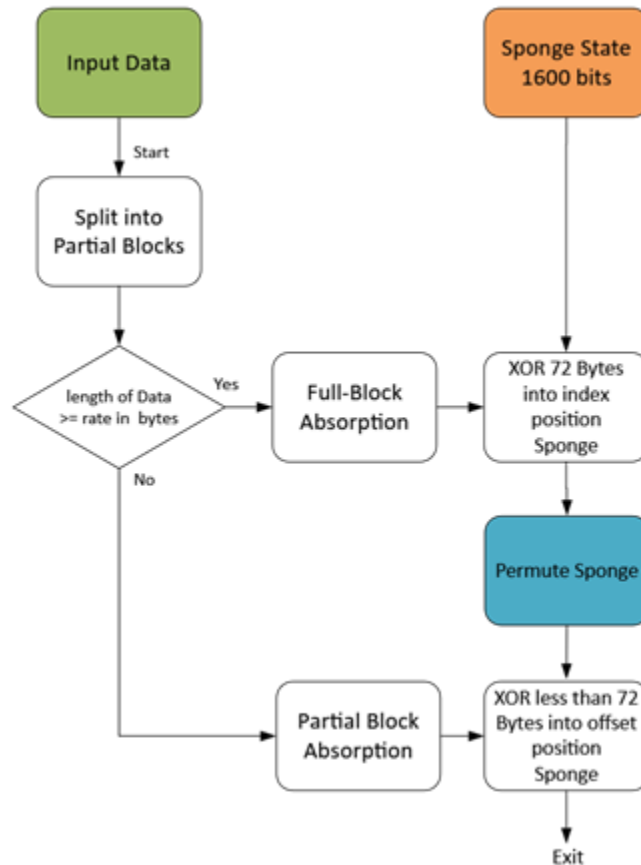 Input Data
Sponge State
1600 bits
Start
Split into
Partial Blocks
length of Data
>= rate in bytes
Yes
Full-Block
Absorption
XOR 72 Bytes
into index
position
Sponge
No
Permute Sponge
Partial Block
Absorption
XOR less than 72
Bytes into offset
position
Sponge
Exit